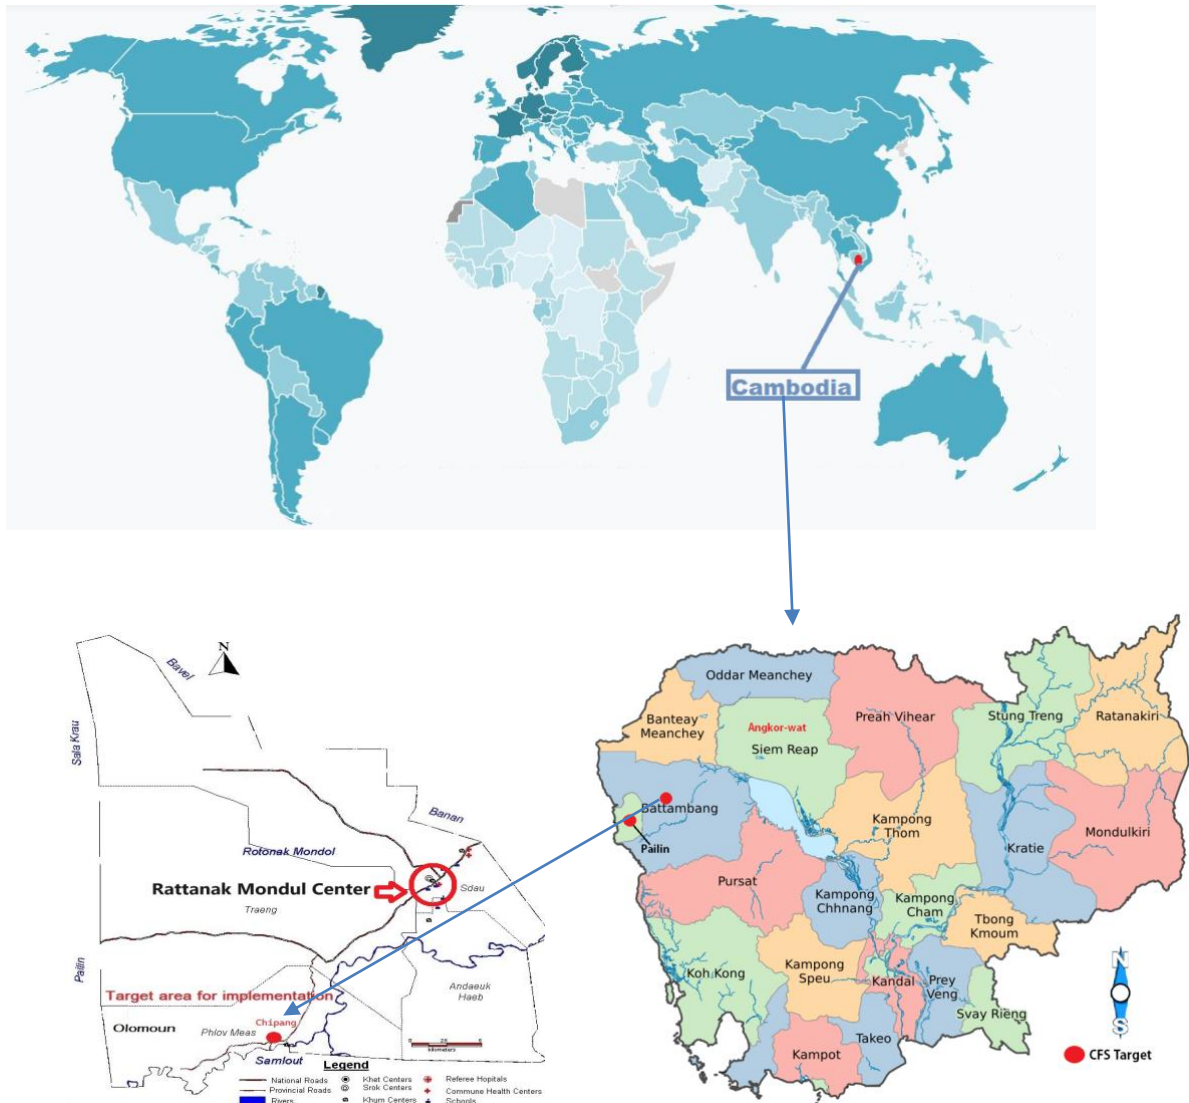 Cambodia
N
Bavel
Sala Krau
Banan
Rotonak Mondol
Rattanak Mondul Center
Sdau
Traeng
Pailin
Target area for implementation
Andaeuk
Haeb
Chipang
Olomoun
Phlov Meas
Samlout
kilometers
Legend
National Roads
Khet Centers
Referee Hopitals
Provincial Roads
Srok Centers
Commune Health Centers
Rivers
Khum Centers
Schools
Oddar Meanchey
Banteay
Meanchey
Angkor-wat
Siem Reap
Preah Vihear
Stung Treng
Ratanakiri
Battambang
Pailin
Kampong
Thom
Kratie
Mondulkiri
Pursat
Kampong
Chhnang
Kampong
Cham
Tbong
Kmoum
Koh Kong
Kampong
Speu
Kandal
Prey
Veng
Svay Rieng
Takeo
Kampot
N
S
CFS Target